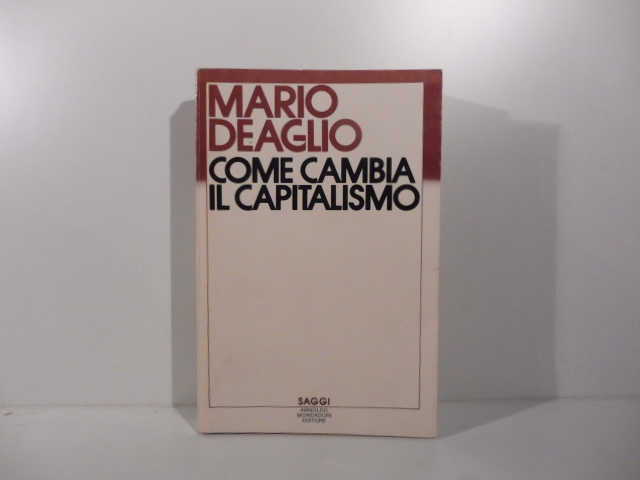 MARIO
DEAGLIO
COME CAMBIA
IL CAPITALISMO
SAGGI
ARNOLDO
MONDADORI
EDITORE